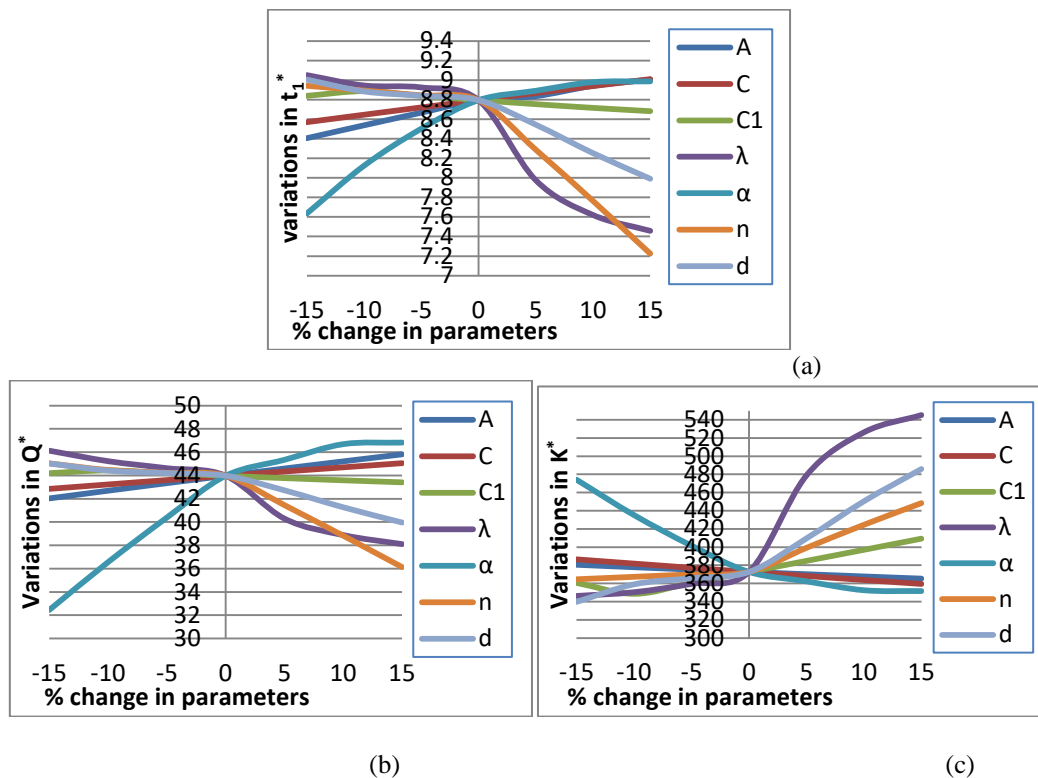 variations in t₁*
9.4
9.2
9
8.8
8.6
8.4
8.2
8
7.8
7.6
7.4
7.2
7
-15 -10 -5 0 5 10 15
% change in parameters
A
C
C1
λ
α
n
d
(a)
Variations in Q*
50
48
46
44
42
40
38
36
34
32
30
-15 -10 -5 0 5 10 15
% change in parameters
A
C
C1
λ
α
n
d
(b)
Variations in K*
540
520
500
480
460
440
420
400
380
360
340
320
300
-15 -10 -5 0 5 10 15
% change in parameters
A
C
C1
λ
α
n
d
(c)